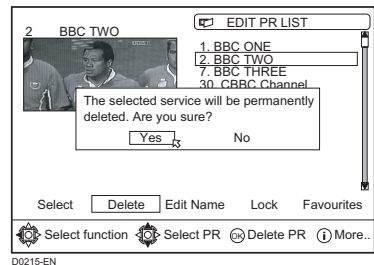 2 BBC TWO
EDIT PR LIST
1. BBC ONE
2. BBC TWO
7. BBC THREE
30. CBBC Channel
The selected service will be permanently
deleted. Are you sure?
Yes No
Select Delete Edit Name Lock Favourites
Select function Select PR OK Delete PR i More..
D0215-EN